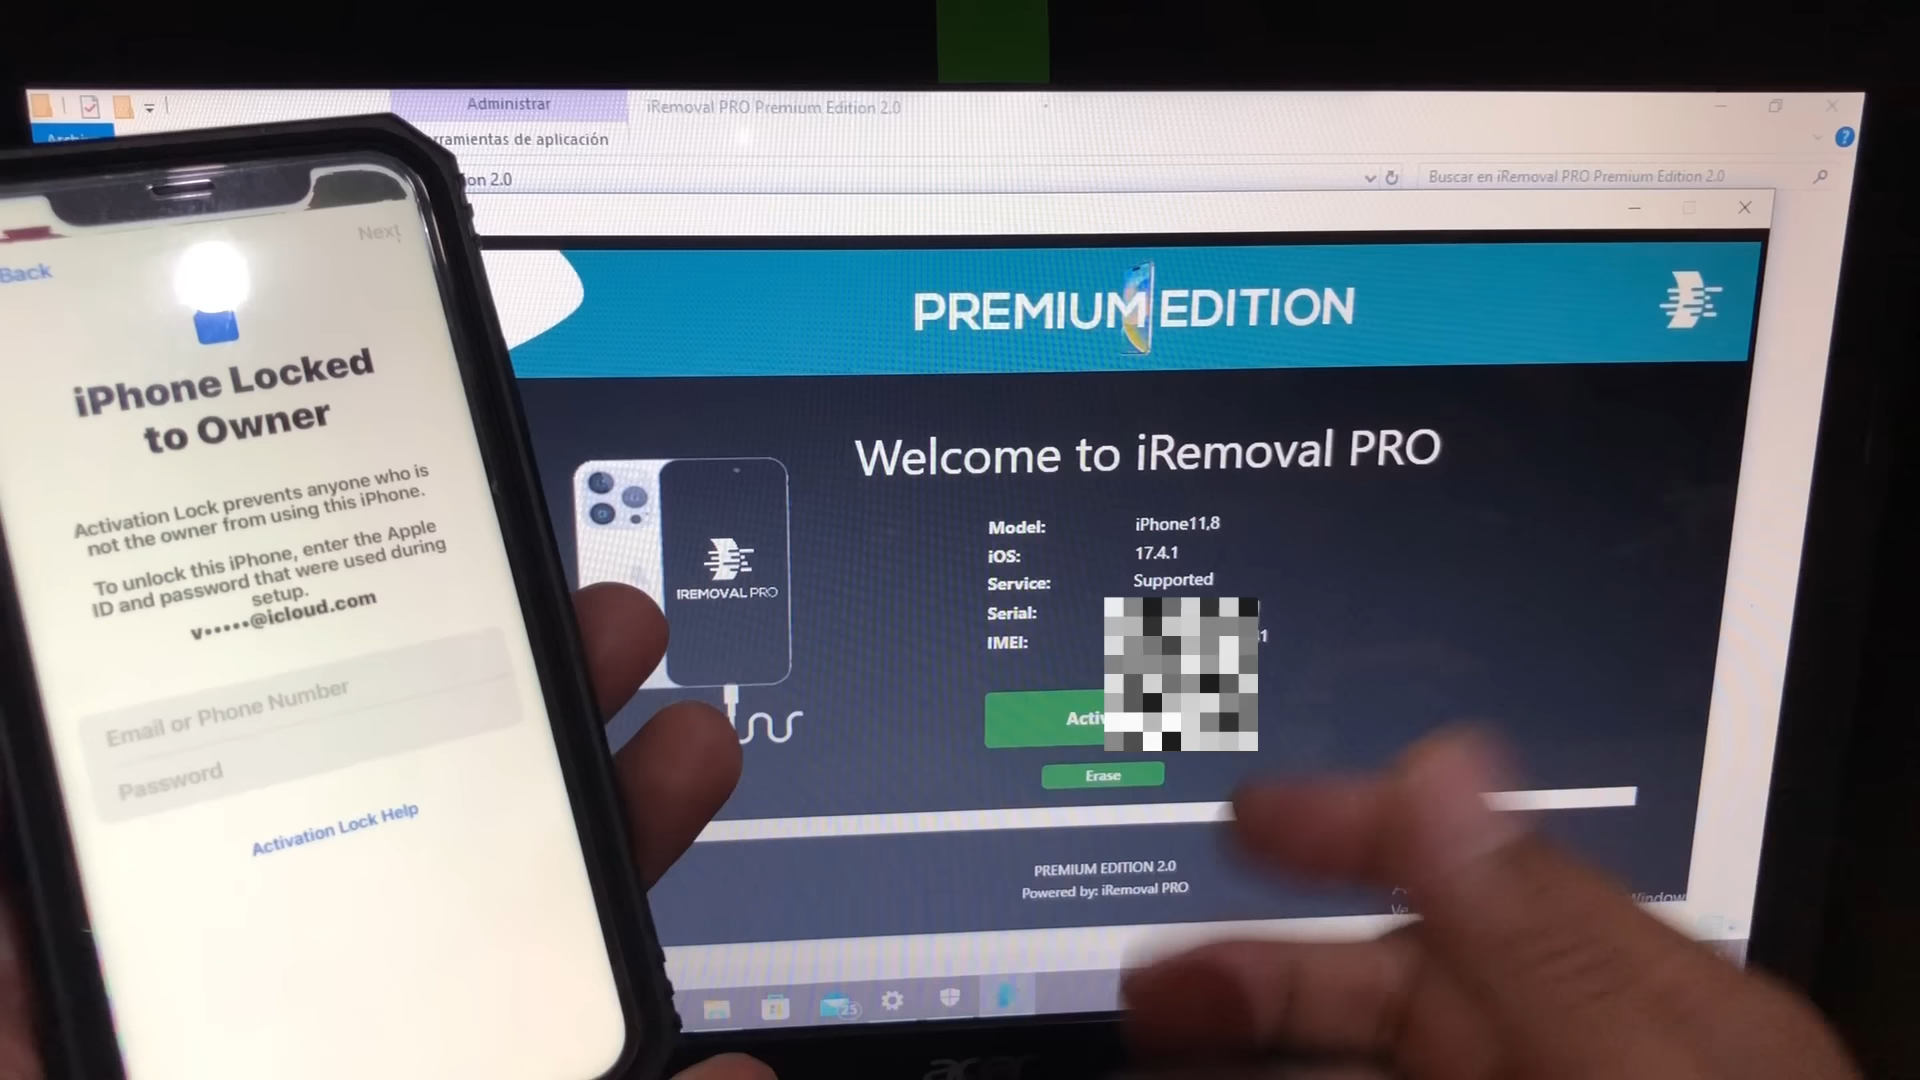 Administrar
iRemoval PRO Premium Edition 2.0
rramientas de aplicación
ion 2.0
Buscar en iRemoval PRO Premium Edition 2.0
Next
Back
iPhone Locked
to Owner
Activation Lock prevents anyone who is
not the owner from using this iPhone.
To unlock this iPhone, enter the Apple
ID and password that were used during
setup.
v•••••@icloud.com
Email or Phone Number
Password
Activation Lock Help
PREMIUM EDITION
Welcome to iRemoval PRO
IREMOVAL PRO
Model: iPhone11,8
iOS: 17.4.1
Service: Supported
Serial:
IMEI:
Activ
Erase
PREMIUM EDITION 2.0
Powered by: iRemoval PRO
Window
25
acer